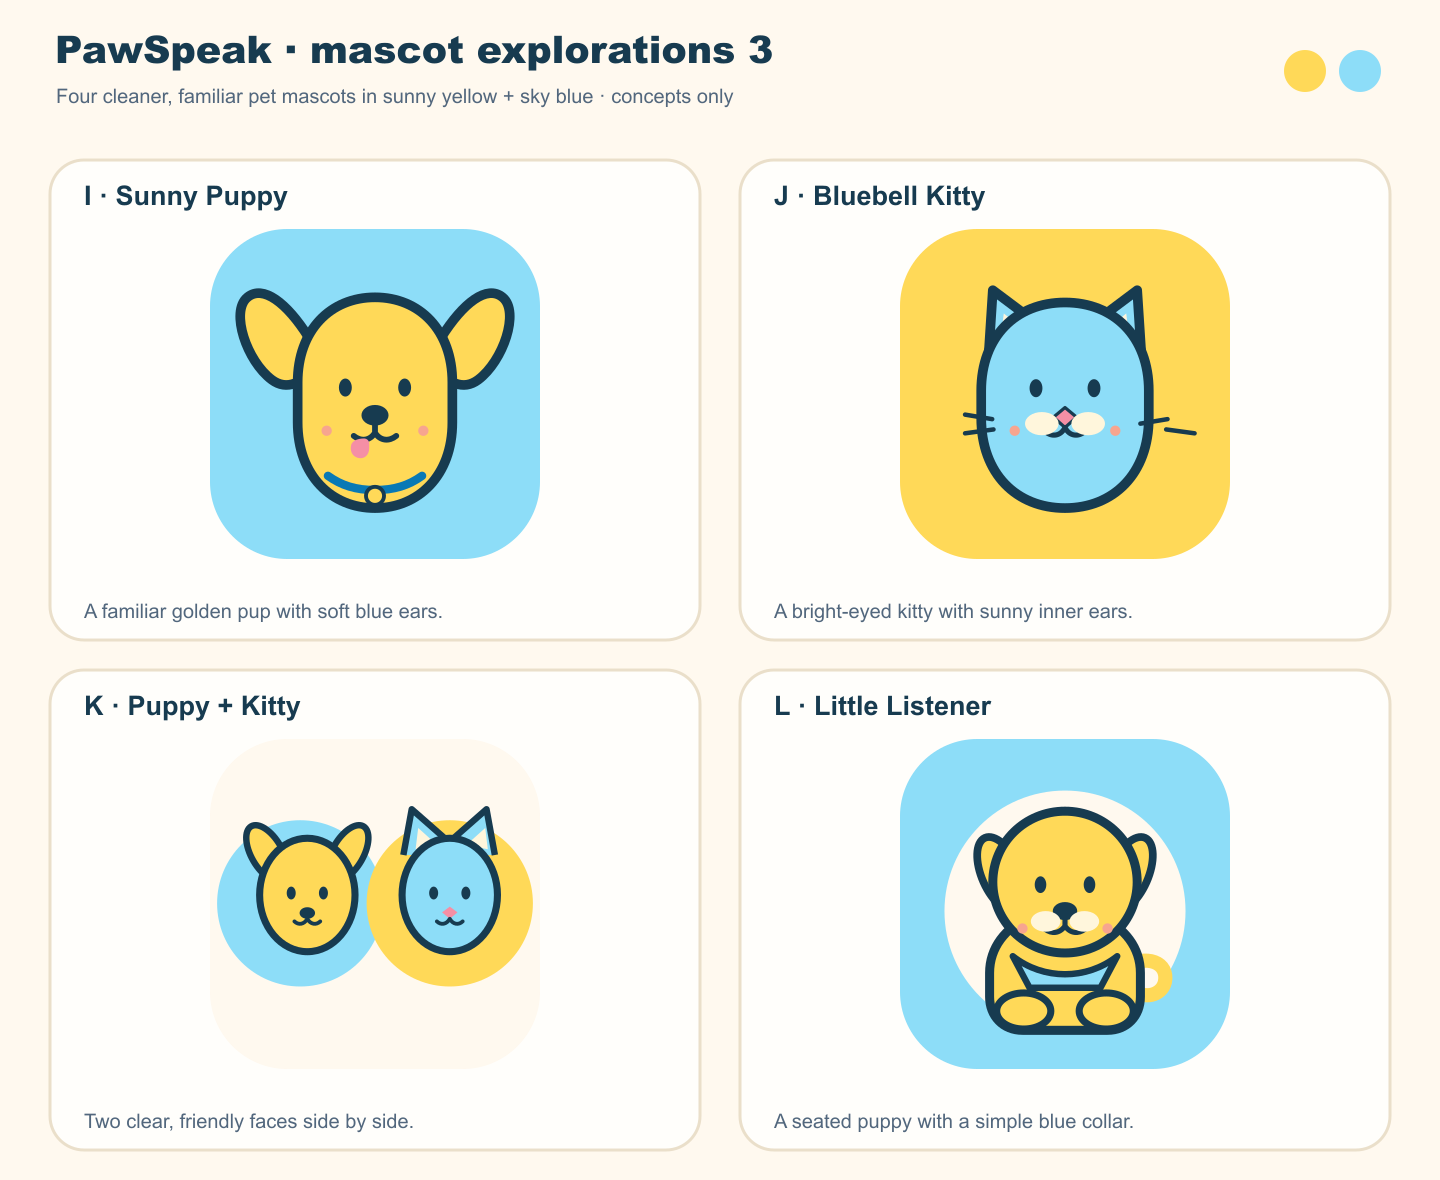 PawSpeak · mascot explorations 3
Four cleaner, familiar pet mascots in sunny yellow + sky blue · concepts only
I · Sunny Puppy
A familiar golden pup with soft blue ears.
J · Bluebell Kitty
A bright-eyed kitty with sunny inner ears.
K · Puppy + Kitty
Two clear, friendly faces side by side.
L · Little Listener
A seated puppy with a simple blue collar.